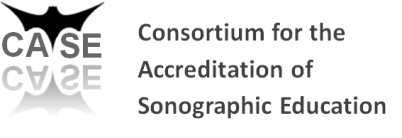 CASE
Consortium for the
Accreditation of
Sonographic Education